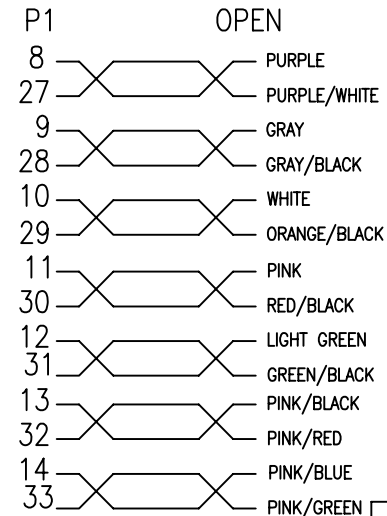 P1 OPEN
8 PURPLE
27 PURPLE/WHITE
9 GRAY
28 GRAY/BLACK
10 WHITE
29 ORANGE/BLACK
11 PINK
30 RED/BLACK
12 LIGHT GREEN
31 GREEN/BLACK
13 PINK/BLACK
32 PINK/RED
14 PINK/BLUE
33 PINK/GREEN